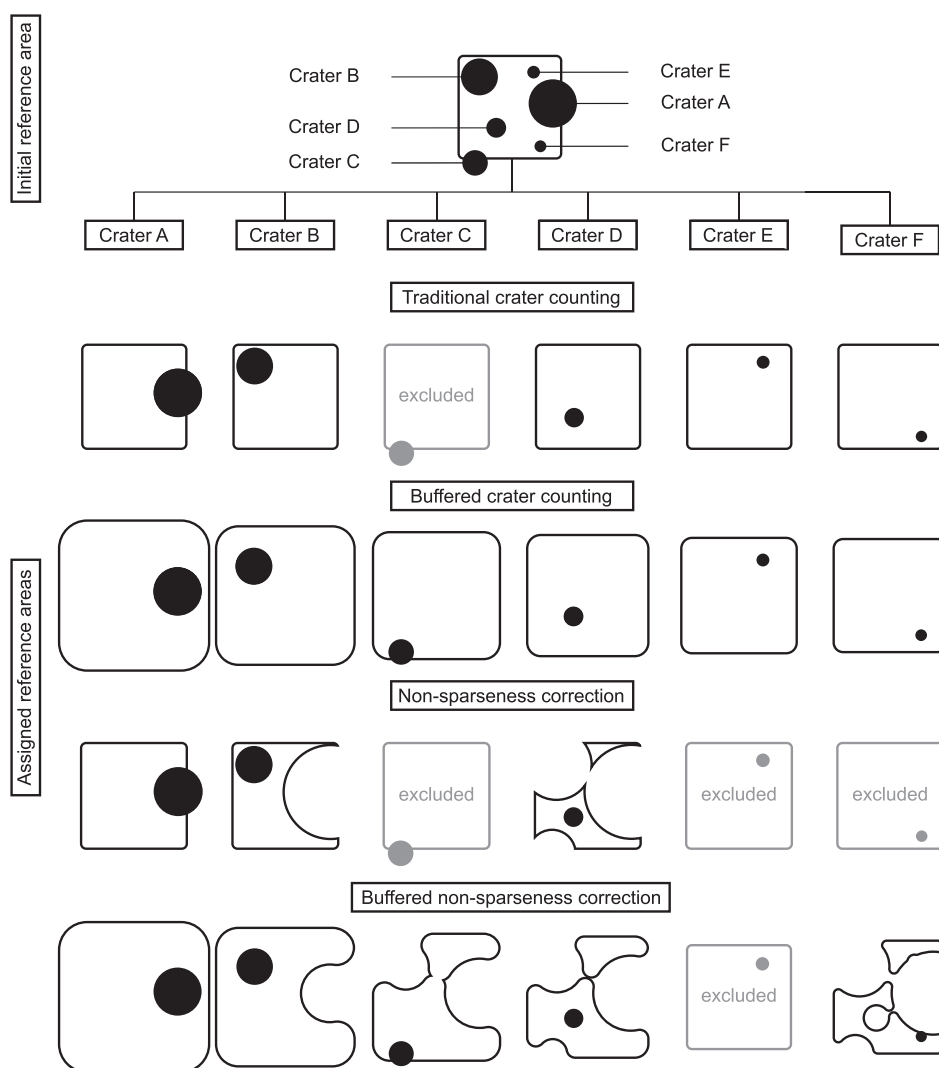 Initial reference area
Crater B
Crater E
Crater A
Crater D
Crater F
Crater C
Crater A
Crater B
Crater C
Crater D
Crater E
Crater F
Traditional crater counting
excluded
Buffered crater counting
Assigned reference areas
Non-sparseness correction
excluded
excluded
excluded
Buffered non-sparseness correction
excluded